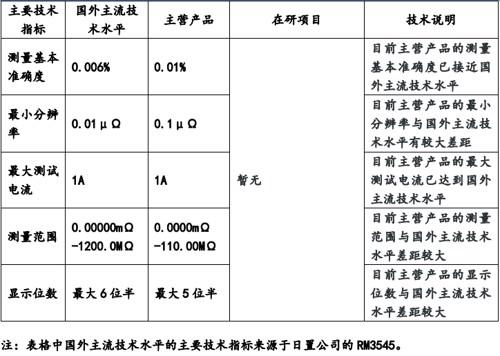 主要技术
指标
国外主流技
术水平
主营产品
在研项目
技术说明
测量基本
准确度
0.006%
0.01%
暂无
目前主营产品的测量
基本准确度已接近国
外主流技术水平
最小分辨
率
0.01μΩ
0.1μΩ
目前主营产品的最小
分辨率与国外主流技
术水平有较大差距
最大测试
电流
1A
1A
目前主营产品的最大
测试电流已达到国外
主流技术水平
测量范围
0.00000mΩ
-1200.0MΩ
0.0000mΩ
-110.00MΩ
目前主营产品的测量
范围与国外主流技术
水平差距较大
显示位数
最大6位半
最大5位半
目前主营产品的显示
位数与国外主流技术
水平差距较大
注：表格中国外主流技术水平的主要技术指标来源于日置公司的RM3545。